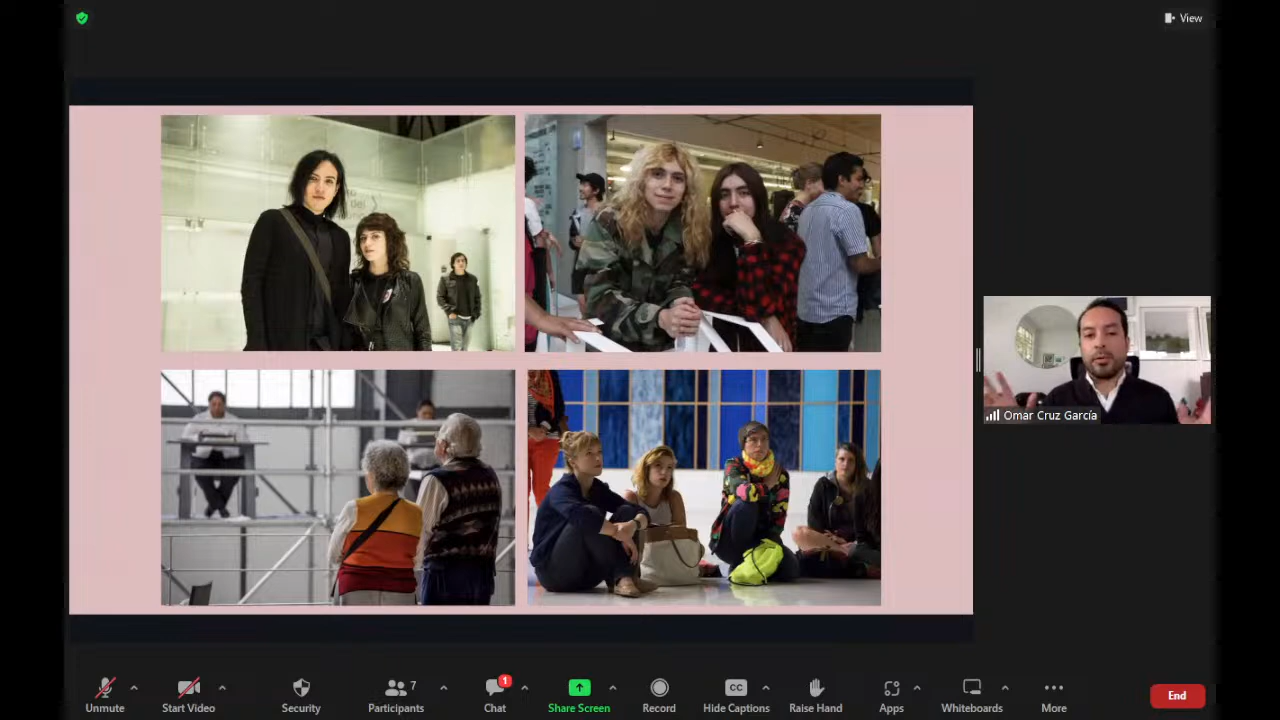 View
Omar Cruz García
Unmute
Start Video
Security
7
Participants
1
Chat
Share Screen
Record
CC
Hide Captions
Raise Hand
Apps
Whiteboards
More
End